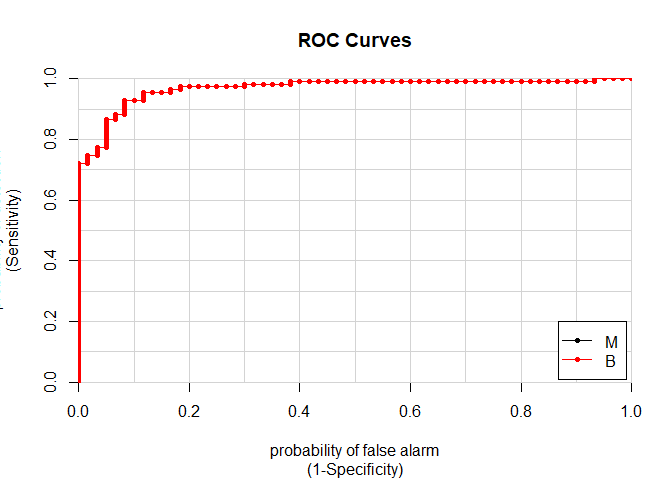 ROC Curves
(Sensitivity)
1.0
0.8
0.6
0.4
0.2
0.0
M
B
0.0 0.2 0.4 0.6 0.8 1.0
probability of false alarm
(1-Specificity)